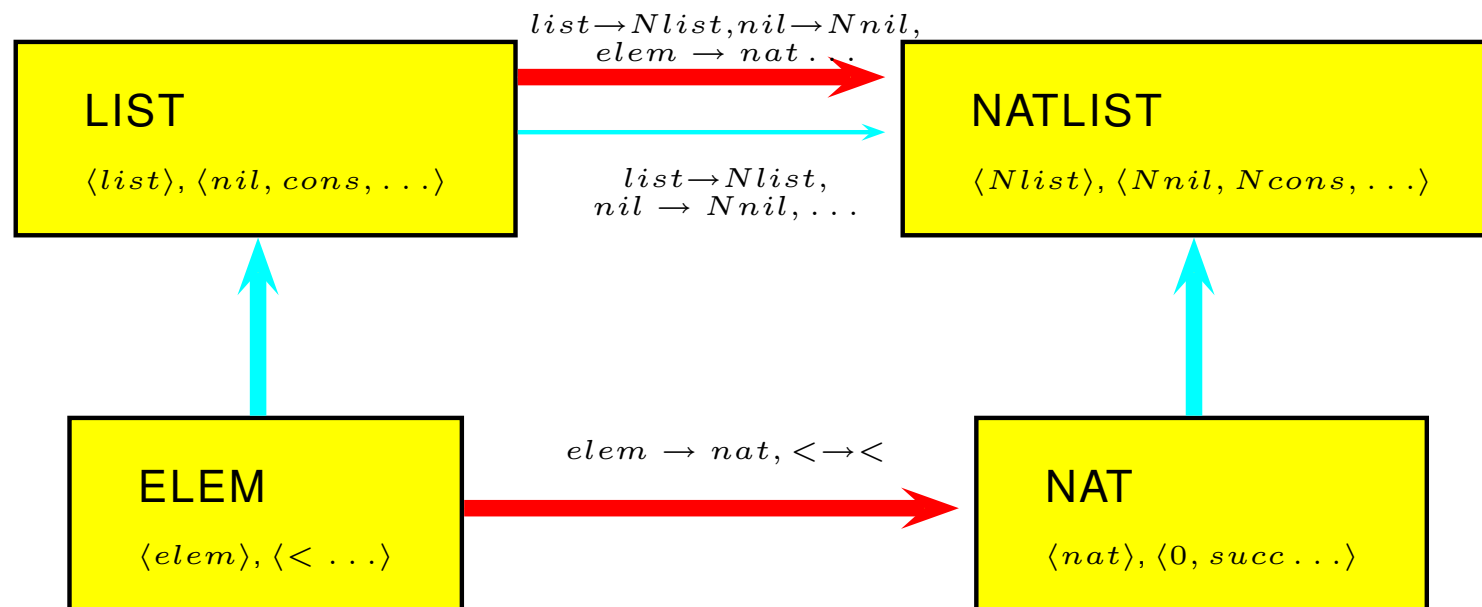 list→Nlist,nil→Nnil,
elem → nat . . .
LIST
⟨list⟩, ⟨nil, cons, . . .⟩
NATLIST
⟨Nlist⟩, ⟨Nnil, Ncons, . . .⟩
list→Nlist,
nil → Nnil, . . .
elem → nat, <→<
ELEM
⟨elem⟩, ⟨< . . .⟩
NAT
⟨nat⟩, ⟨0, succ . . .⟩